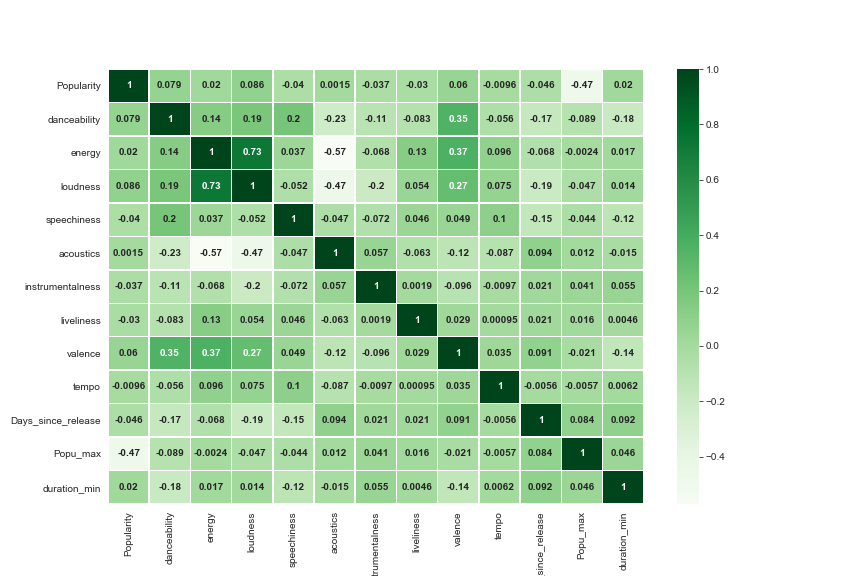 1.0
Popularity 1 0.079 0.02 0.086 -0.04 0.0015 -0.037 -0.03 0.06 -0.0096 -0.046 -0.47 0.02
danceability 0.079 1 0.14 0.19 0.2 -0.23 -0.11 -0.083 0.35 -0.056 -0.17 -0.089 -0.18
0.8
energy 0.02 0.14 1 0.73 0.037 -0.57 -0.068 0.13 0.37 0.096 -0.068 -0.0024 0.017
0.6
loudness 0.086 0.19 0.73 1 -0.052 -0.47 -0.2 0.054 0.27 0.075 -0.19 -0.047 0.014
speechiness -0.04 0.2 0.037 -0.052 1 -0.047 -0.072 0.046 0.049 0.1 -0.15 -0.044 -0.12
0.4
acoustics 0.0015 -0.23 -0.57 -0.47 -0.047 1 0.057 -0.063 -0.12 -0.087 0.094 0.012 -0.015
0.2
instrumentalness -0.037 -0.11 -0.068 -0.2 -0.072 0.057 1 0.0019 -0.096 -0.0097 0.021 0.041 0.055
liveliness -0.03 -0.083 0.13 0.054 0.046 -0.063 0.0019 1 0.029 0.00095 0.021 0.016 0.0046
0.0
valence 0.06 0.35 0.37 0.27 0.049 -0.12 -0.096 0.029 1 0.035 0.091 -0.021 -0.14
tempo -0.0096 -0.056 0.096 0.075 0.1 -0.087 -0.0097 0.00095 0.035 1 -0.0056 -0.0057 0.0062
−0.2
Days_since_release -0.046 -0.17 -0.068 -0.19 -0.15 0.094 0.021 0.021 0.091 -0.0056 1 0.084 0.092
Popu_max -0.47 -0.089 -0.0024 -0.047 -0.044 0.012 0.041 0.016 -0.021 -0.0057 0.084 1 0.046
−0.4
duration_min 0.02 -0.18 0.017 0.014 -0.12 -0.015 0.055 0.0046 -0.14 0.0062 0.092 0.046 1
Popularity
danceability
energy
loudness
speechiness
acoustics
trumentalness
liveliness
valence
tempo
_since_release
Popu_max
duration_min